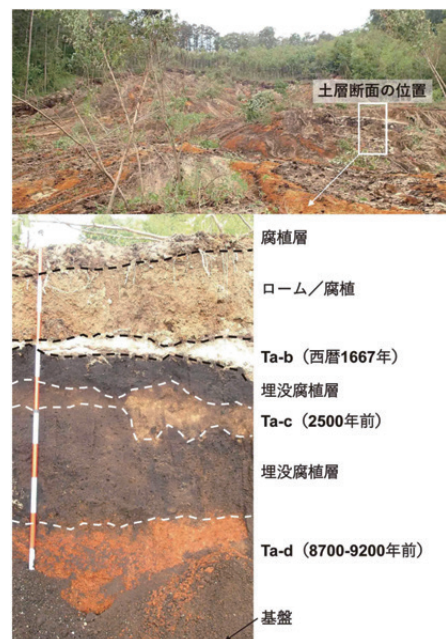 土層断面の位置
腐植層
ローム／腐植
Ta-b（西暦1667年）
埋没腐植層
Ta-c（2500年前）
埋没腐植層
Ta-d（8700-9200年前）
基盤